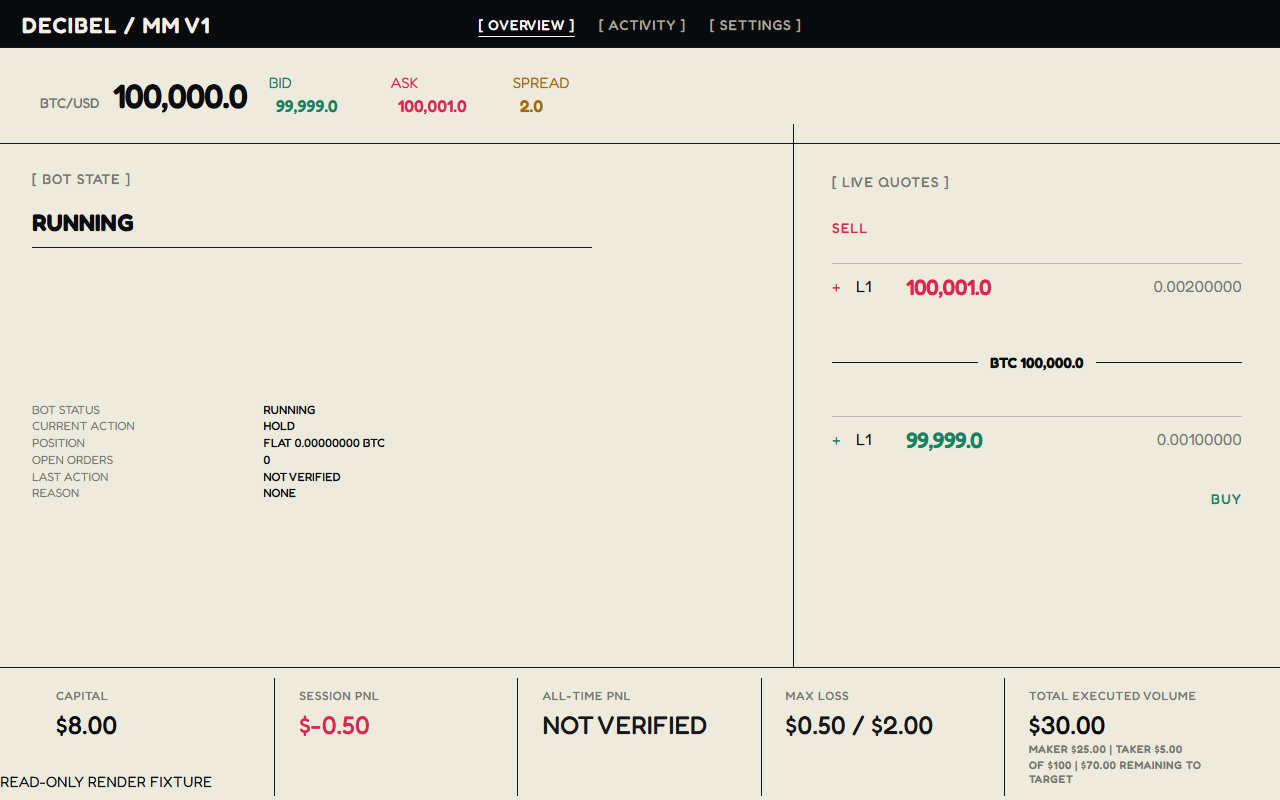 DECIBEL / MM V1
[ OVERVIEW ] [ ACTIVITY ] [ SETTINGS ]
BTC/USD 100,000.0
BID
99,999.0
ASK
100,001.0
SPREAD
2.0
[ BOT STATE ]
RUNNING
BOT STATUS RUNNING
CURRENT ACTION HOLD
POSITION FLAT 0.00000000 BTC
OPEN ORDERS 0
LAST ACTION NOT VERIFIED
REASON NONE
[ LIVE QUOTES ]
SELL
+ L1 100,001.0 0.00200000
BTC 100,000.0
+ L1 99,999.0 0.00100000
BUY
CAPITAL
$8.00
SESSION PNL
$-0.50
ALL-TIME PNL
NOT VERIFIED
MAX LOSS
$0.50 / $2.00
TOTAL EXECUTED VOLUME
$30.00
MAKER $25.00 | TAKER $5.00
OF $100 | $70.00 REMAINING TO
TARGET
READ-ONLY RENDER FIXTURE